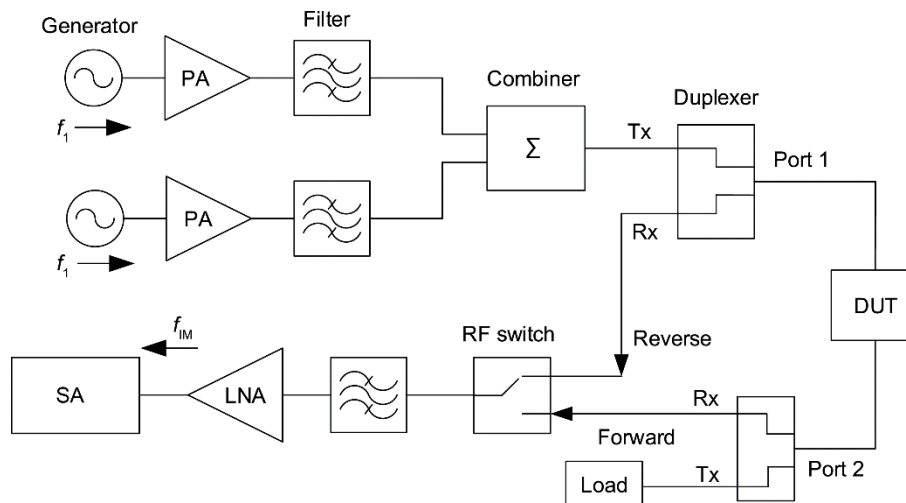 Generator
Filter
PA
f1
Combiner
Σ
Duplexer
Tx
Port 1
Rx
PA
f1
DUT
fIM
RF switch
Reverse
SA
LNA
Rx
Forward
Load
Tx
Port 2